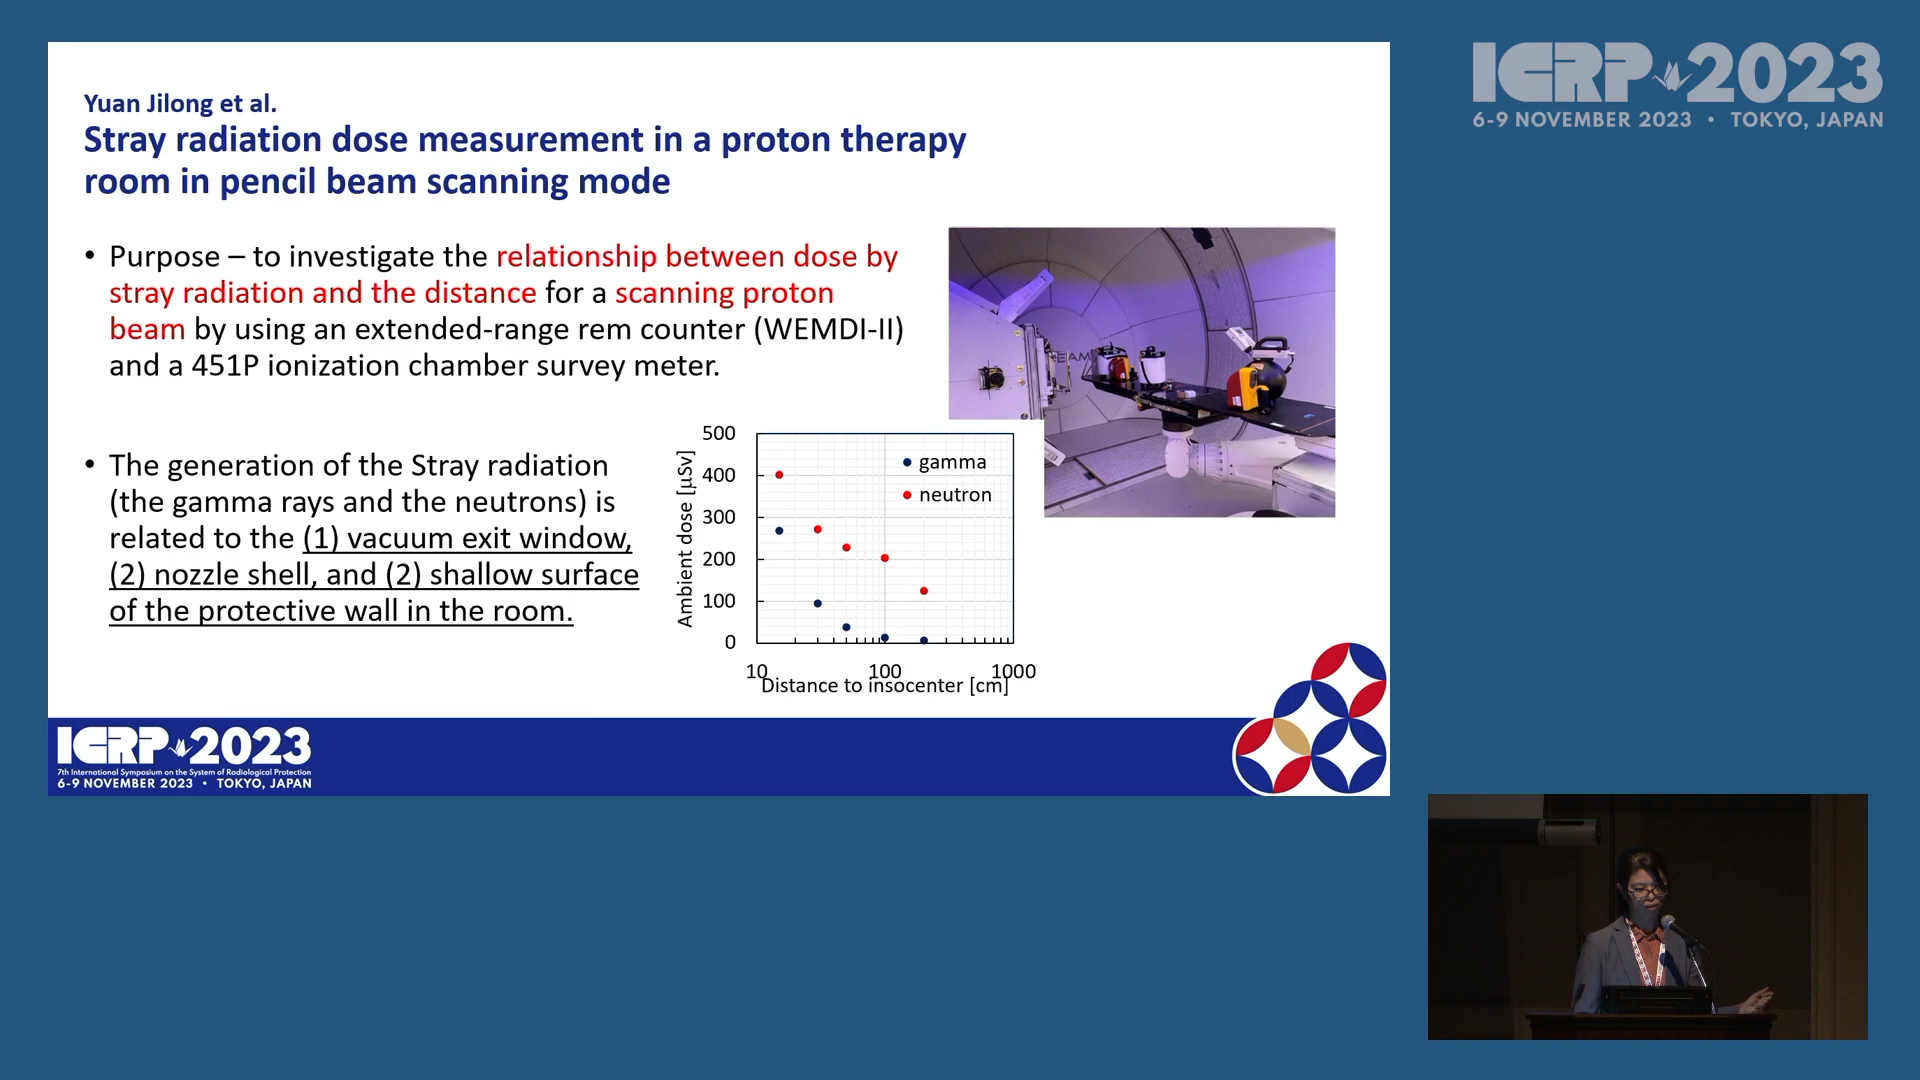 Yuan Jilong et al.
Stray radiation dose measurement in a proton therapy
room in pencil beam scanning mode
• Purpose – to investigate the relationship between dose by
stray radiation and the distance for a scanning proton
beam by using an extended-range rem counter (WEMDI-II)
and a 451P ionization chamber survey meter.
• The generation of the Stray radiation
(the gamma rays and the neutrons) is
related to the (1) vacuum exit window,
(2) nozzle shell, and (2) shallow surface
of the protective wall in the room.
Ambient dose [μSv]
500
400
300
200
100
0
gamma
neutron
10 100 1000
Distance to insocenter [cm]
ICRP 2023
7th International Symposium on the System of Radiological Protection
6-9 NOVEMBER 2023 • TOKYO, JAPAN
ICRP 2023
6-9 NOVEMBER 2023 • TOKYO, JAPAN